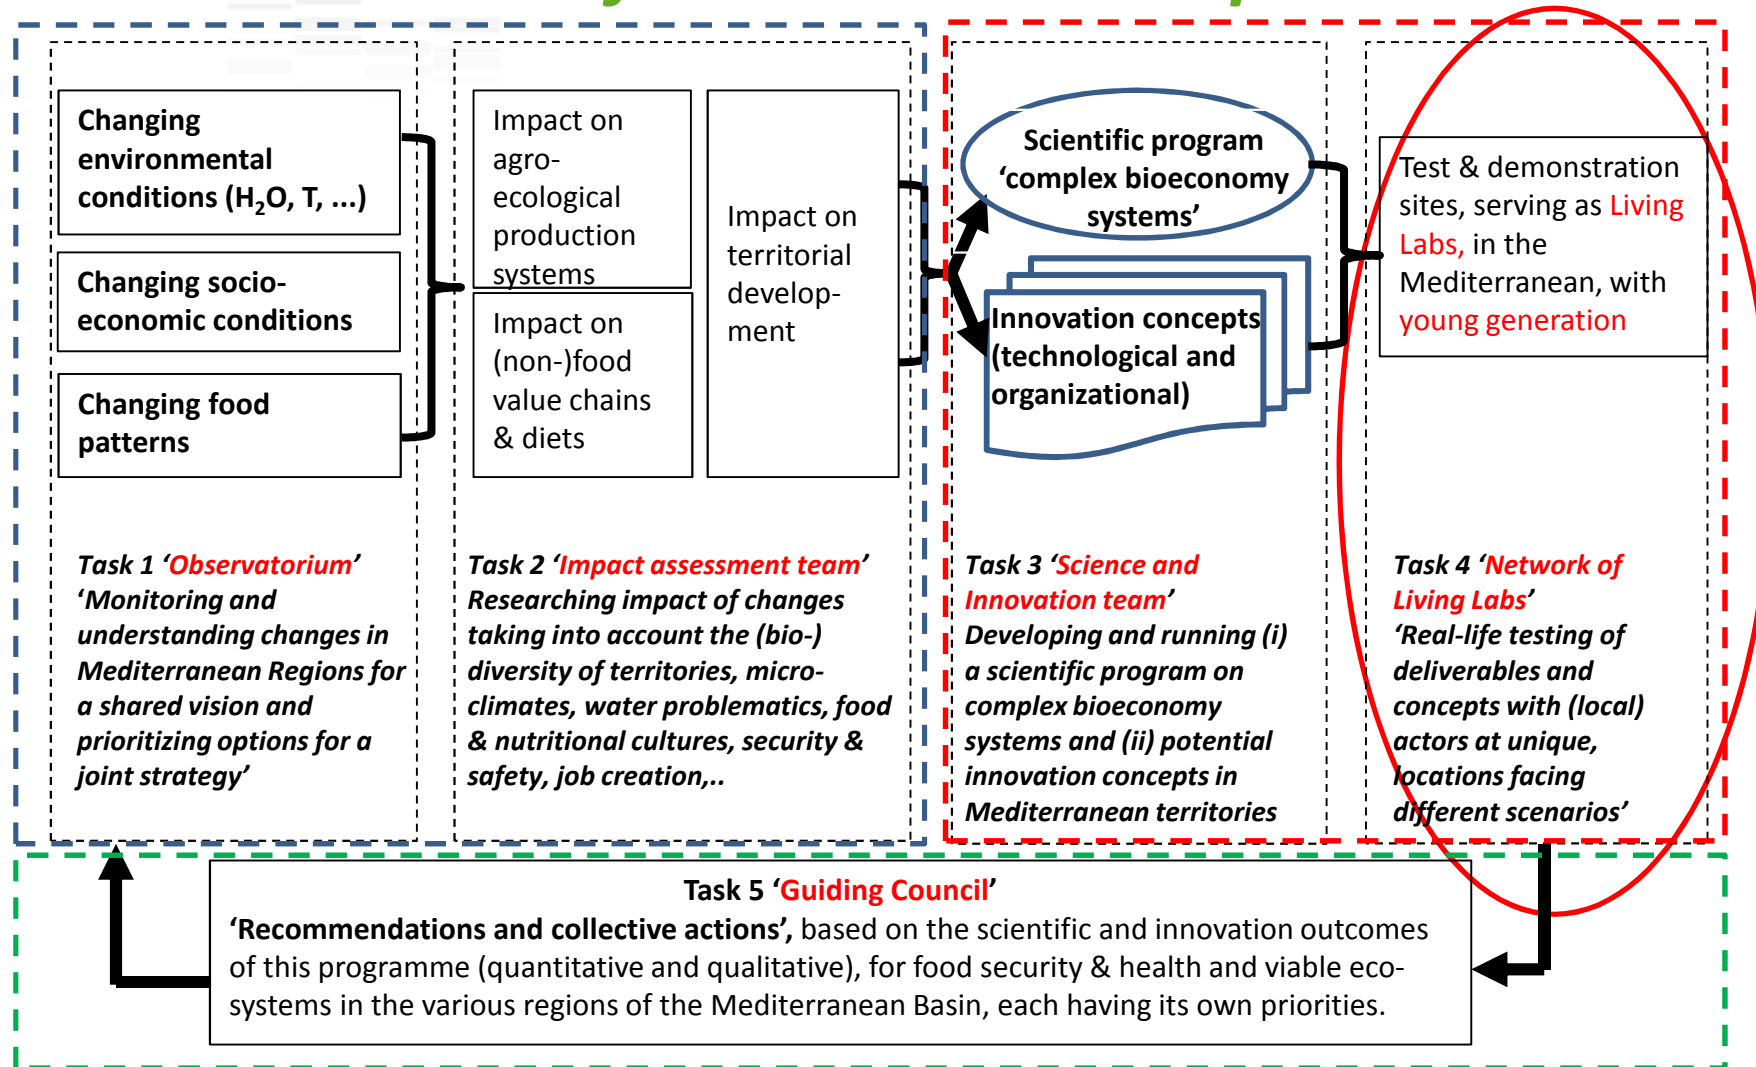 Changing
environmental
conditions (H₂O, T, ...)
Changing socio-
economic conditions
Changing food
patterns
Impact on
agro-
ecological
production
systems
Impact on
(non-)food
value chains
& diets
Impact on
territorial
develop-
ment
Scientific program
‘complex bioeconomy
systems’
Innovation concepts
(technological and
organizational)
Test & demonstration
sites, serving as Living
Labs, in the
Mediterranean, with
young generation
Task 1 ‘Observatorium’
‘Monitoring and
understanding changes in
Mediterranean Regions for
a shared vision and
prioritizing options for a
joint strategy’
Task 2 ‘Impact assessment team’
Researching impact of changes
taking into account the (bio-)
diversity of territories, micro-
climates, water problematics, food
& nutritional cultures, security &
safety, job creation,..
Task 3 ‘Science and
Innovation team’
Developing and running (i)
a scientific program on
complex bioeconomy
systems and (ii) potential
innovation concepts in
Mediterranean territories
Task 4 ‘Network of
Living Labs’
‘Real-life testing of
deliverables and
concepts with (local)
actors at unique,
locations facing
different scenarios’
Task 5 ‘Guiding Council’
‘Recommendations and collective actions’, based on the scientific and innovation outcomes
of this programme (quantitative and qualitative), for food security & health and viable eco-
systems in the various regions of the Mediterranean Basin, each having its own priorities.